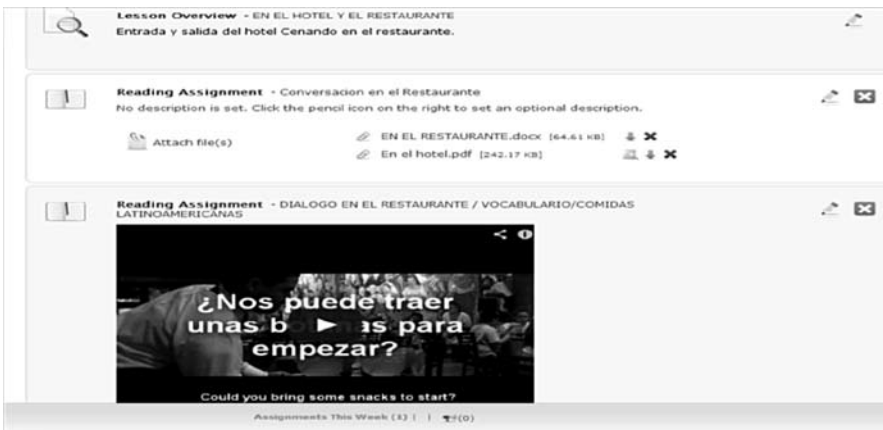 Lesson Overview - EN EL HOTEL Y EL RESTAURANTE
Entrada y salida del hotel Cenando en el restaurante.
Reading Assignment - Conversacion en el Restaurante
No description is set. Click the pencil icon on the right to set an optional description.
Attach file(s)
EN EL RESTAURANTE.docx [64.61 KB]
En el hotel.pdf [242.17 KB]
Reading Assignment - DIALOGO EN EL RESTAURANTE / VOCABULARIO/COMIDAS
LATINOAMERICANAS
¿Nos puede traer
unas para
empezar?
Could you bring some snacks to start?
Assignments This Week (1) | | (0)